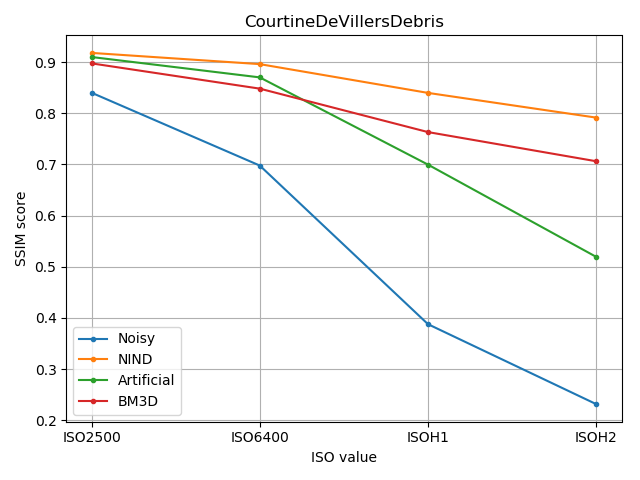 CourtineDeVillersDebris
0.9
0.8
0.7
0.6
0.5
0.4
0.3
0.2
SSIM score
Noisy
NIND
Artificial
BM3D
ISO2500 ISO6400 ISOH1 ISOH2
ISO value